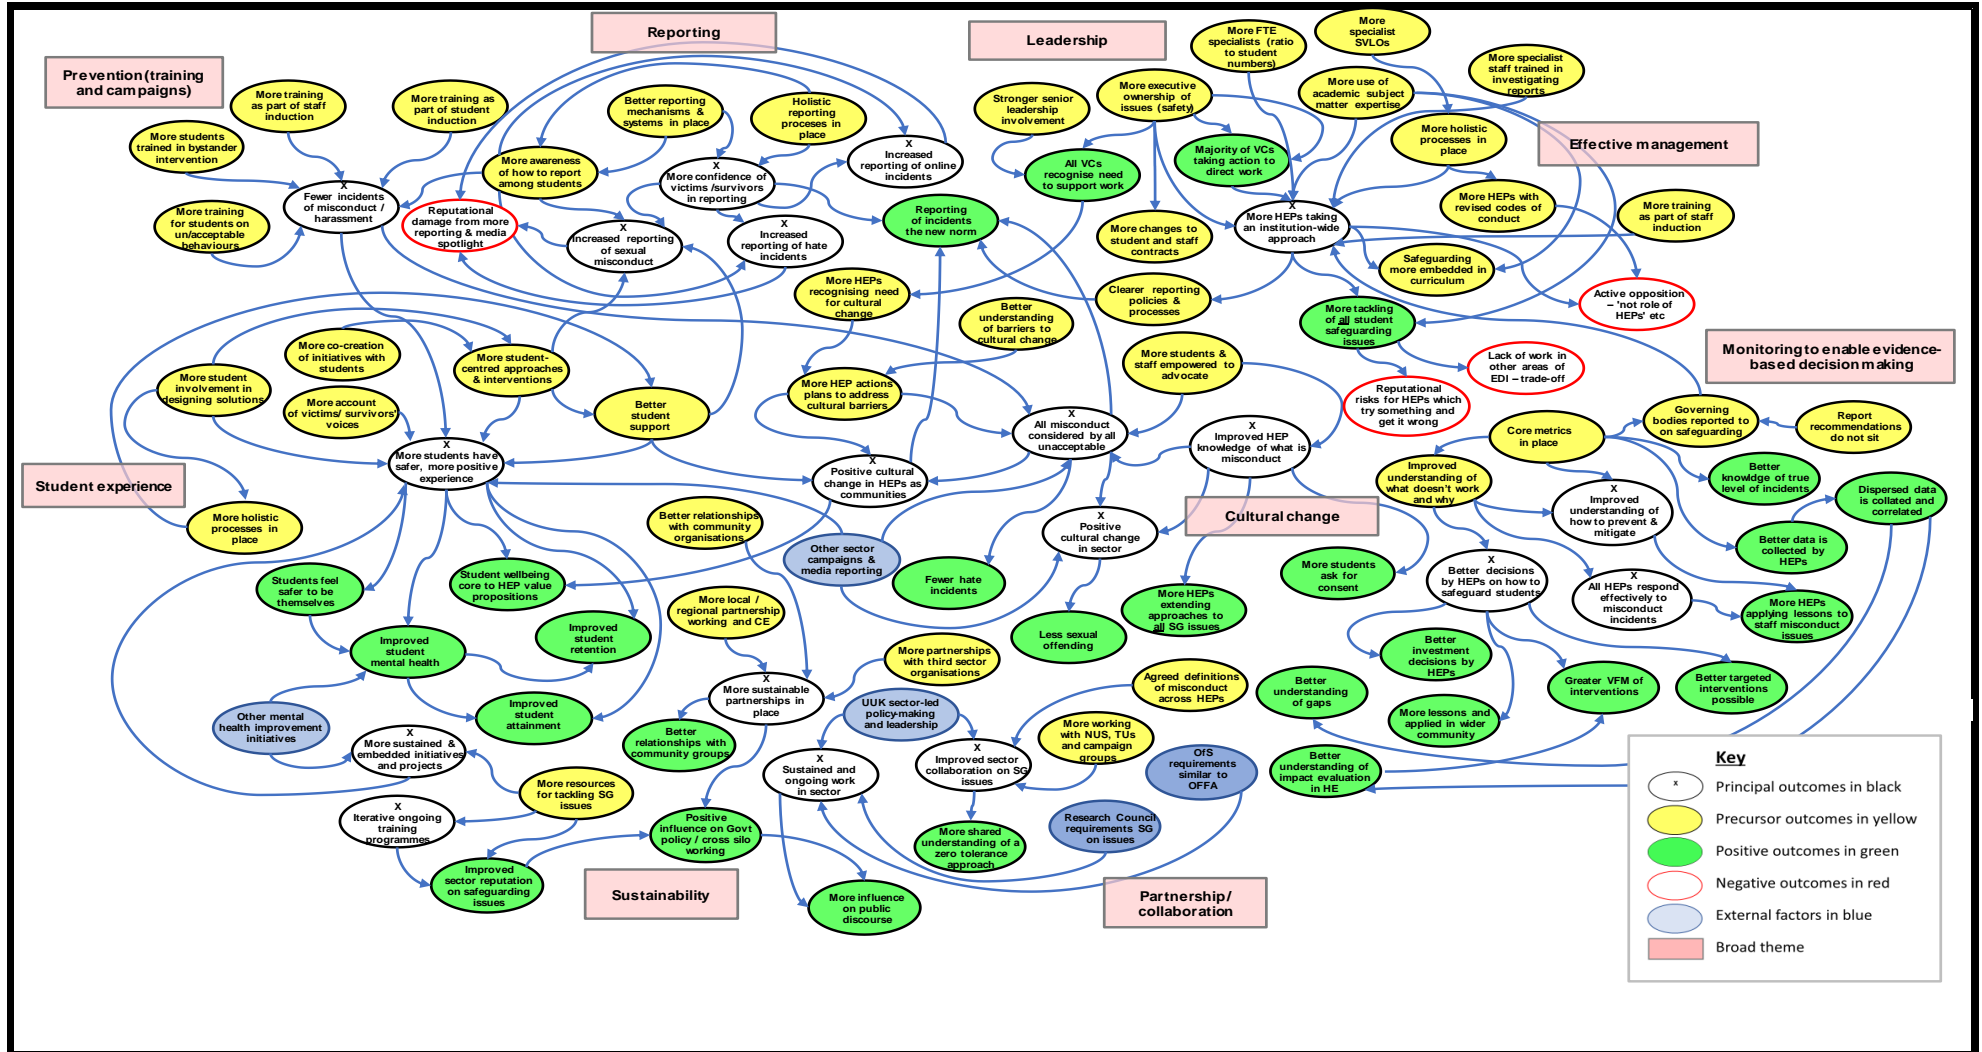 Reporting
Leadership
Prevention (training
and campaigns)
Effective management
Monitoring to enable evidence-
based decision making
Student experience
Cultural change
Sustainability
Partnership/
collaboration
More training
as part of staff
induction
More training as
part of student
induction
More students
trained in bystander
intervention
More training
for students on
un/acceptable
behaviours
X
Fewer incidents
of misconduct /
harassment
Better reporting
mechanisms &
systems in place
Holistic
reporting
proceses in
place
More awareness
of how to report
among students
X
More confidence of
victims /survivors
in reporting
X
Increased
reporting of online
incidents
Reputational
damage from more
reporting & media
spotlight
X
Increased reporting
of sexual
misconduct
X
Increased
reporting of hate
incidents
Reporting
of incidents
the new norm
Stronger senior
leadership
involvement
More executive
ownership of
issues (safety)
More FTE
specialists (ratio
to student
numbers)
More
specialist
SVLOs
More use of
academic subject
matter expertise
More specialist
staff trained in
investigating
reports
All VCs
recognise need
to support work
Majority of VCs
taking action to
direct work
More holistic
processes in
place
More HEPs with
revised codes of
conduct
More training
as part of staff
induction
More changes to
student and staff
contracts
X
More HEPs taking
an institution-wide
approach
Safeguarding
more embedded in
curriculum
Active opposition
– 'not role of
HEPs' etc
More HEPs
recognising need
for cultural
change
Clearer reporting
policies &
processes
More tackling
of all student
safeguarding
issues
Lack of work in
other areas of
EDI – trade-off
Reputational
risks for HEPs which
try something and
get it wrong
Better
understanding
of barriers to
cultural change
More students &
staff empowered to
advocate
More HEP actions
plans to address
cultural barriers
More co-creation
of initiatives with
students
More student
involvement in
designing solutions
More account
of victims/ survivors'
voices
More student-
centred approaches
& interventions
Better
student
support
X
More students have
safer, more positive
experience
X
Positive cultural
change in HEPs as
communities
X
All misconduct
considered by all
unacceptable
X
Improved HEP
knowledge of what is
misconduct
Core metrics
in place
Governing
bodies reported to
on safeguarding
Report
recommendations
do not sit
Improved
understanding of
what doesn't work
and why
Better
knowldge of true
level of incidents
Dispersed data
is collated and
correlated
X
Improved
understanding of
how to prevent &
mitigate
Better data is
collected by
HEPs
More holistic
processes in
place
Better relationships
with community
organisations
Other sector
campaigns &
media reporting
X
Positive
cultural change
in sector
Fewer hate
incidents
More HEPs
extending
approaches to
all SG issues
Less sexual
offending
More students
ask for
consent
X
Better decisions
by HEPs on how to
safeguard students
X
All HEPs respond
effectively to
misconduct
incidents
More HEPs
applying lessons to
staff misconduct
issues
Students feel
safer to be
themselves
Student wellbeing
core to HEP value
propositions
Improved
student
retention
Improved
student
mental health
Improved
student
attainment
Other mental
health improvement
initiatives
More local /
regional partnership
working and CE
More partnerships
with third sector
organisations
X
More sustainable
partnerships in
place
UUK sector-led
policy-making
and leadership
Agreed definitions
of misconduct
across HEPs
More working
with NUS, TUs
and campaign
groups
Better
relationships with
community groups
Better
investment
decisions by
HEPs
Greater VFM of
interventions
Better targeted
interventions
possible
Better
understanding
of gaps
More lessons and
applied in wider
community
Better
understanding of
impact evaluation
in HE
X
More sustained &
embedded initiatives
and projects
More resources
for tackling SG
issues
X
Iterative ongoing
training
programmes
Improved
sector reputation
on safeguarding
issues
X
Sustained and
ongoing work
in sector
X
Improved sector
collaboration on SG
issues
OfS
requirements
similar to
OFFA
Research Council
requirements SG
on issues
Positive
influence on Govt
policy / cross silo
working
More shared
understanding of a
zero tolerance
approach
More influence
on public
discourse
Key
x
Principal outcomes in black
Precursor outcomes in yellow
Positive outcomes in green
Negative outcomes in red
External factors in blue
Broad theme